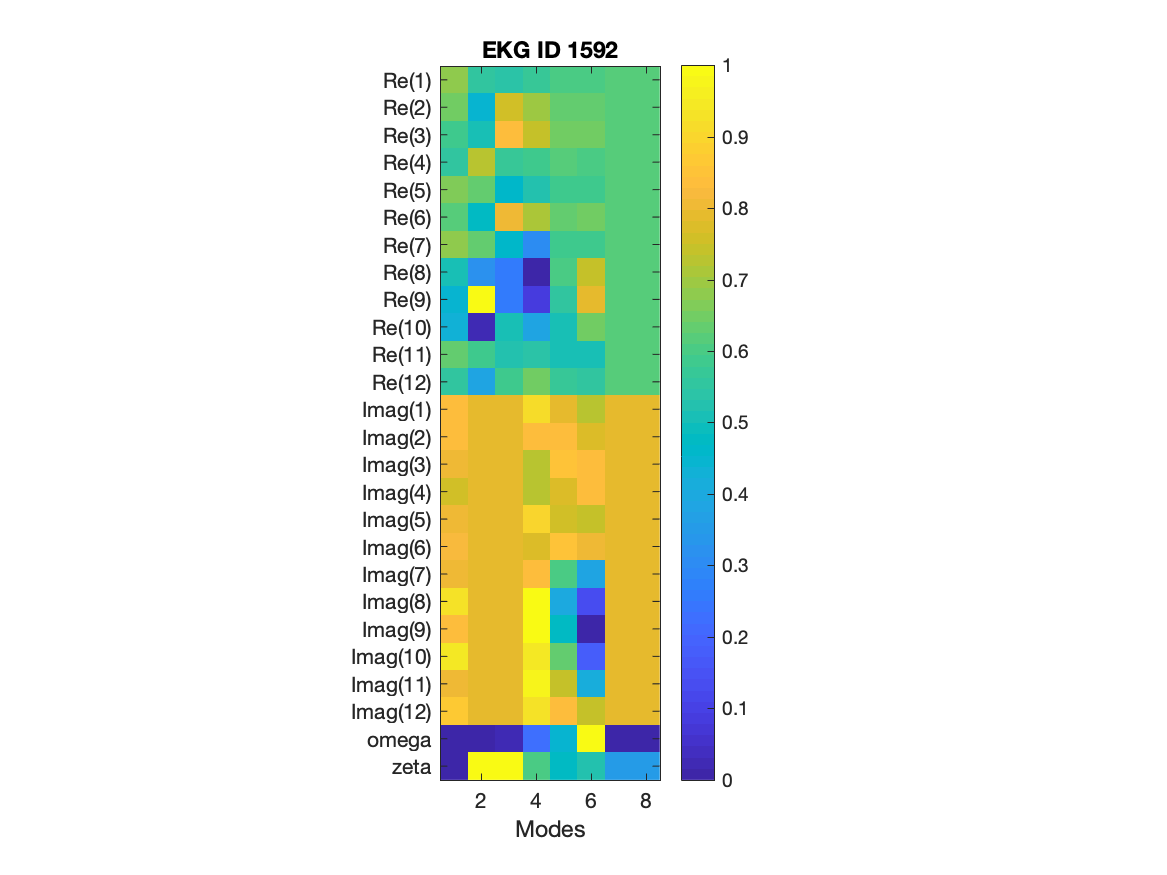 EKG ID 1592
Re(1)
Re(2)
Re(3)
Re(4)
Re(5)
Re(6)
Re(7)
Re(8)
Re(9)
Re(10)
Re(11)
Re(12)
Imag(1)
Imag(2)
Imag(3)
Imag(4)
Imag(5)
Imag(6)
Imag(7)
Imag(8)
Imag(9)
Imag(10)
Imag(11)
Imag(12)
omega
zeta
2 4 6 8
Modes
1
0.9
0.8
0.7
0.6
0.5
0.4
0.3
0.2
0.1
0